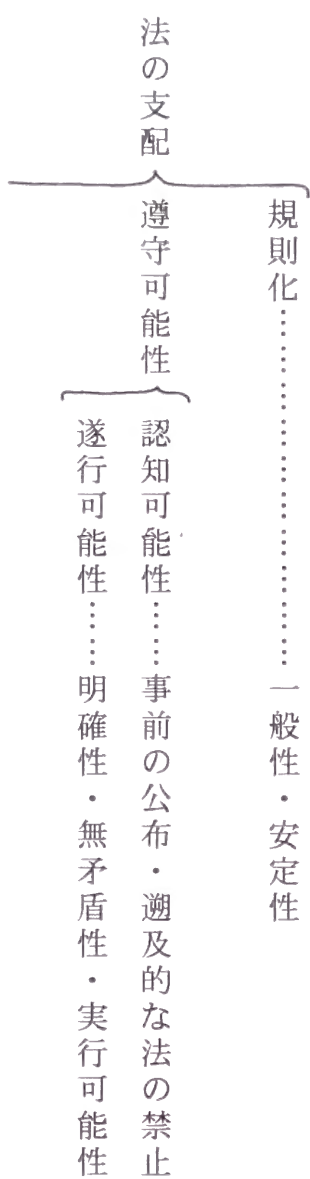 法の支配
規則化……………………………一般性・安定性
遵守可能性
認知可能性……事前の公布・遡及的な法の禁止
遂行可能性……明確性・無矛盾性・実行可能性